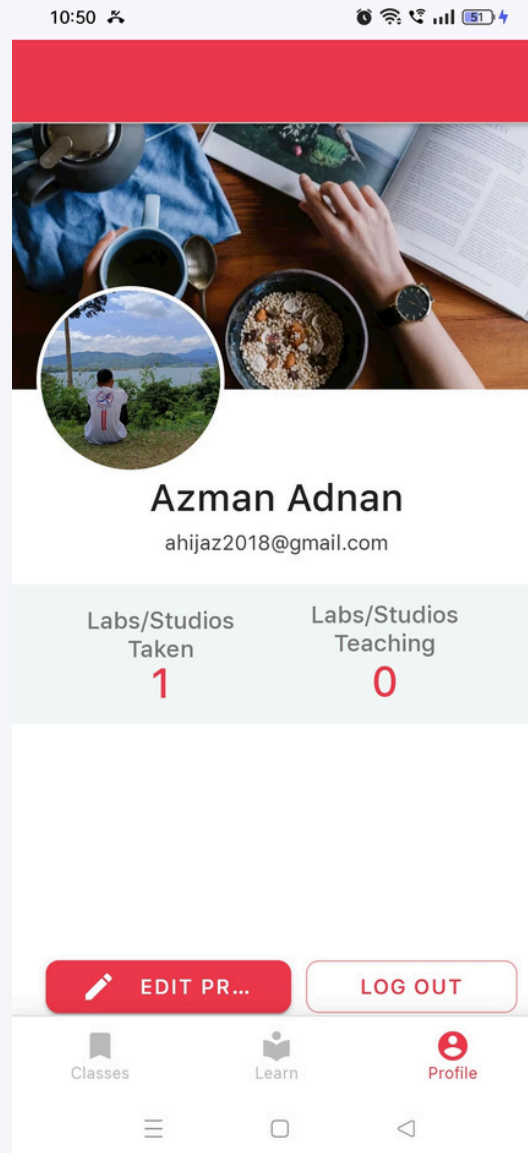 10:50
51
Azman Adnan
ahijaz2018@gmail.com
Labs/Studios
Taken
1
Labs/Studios
Teaching
0
EDIT PR...
LOG OUT
Classes
Learn
Profile